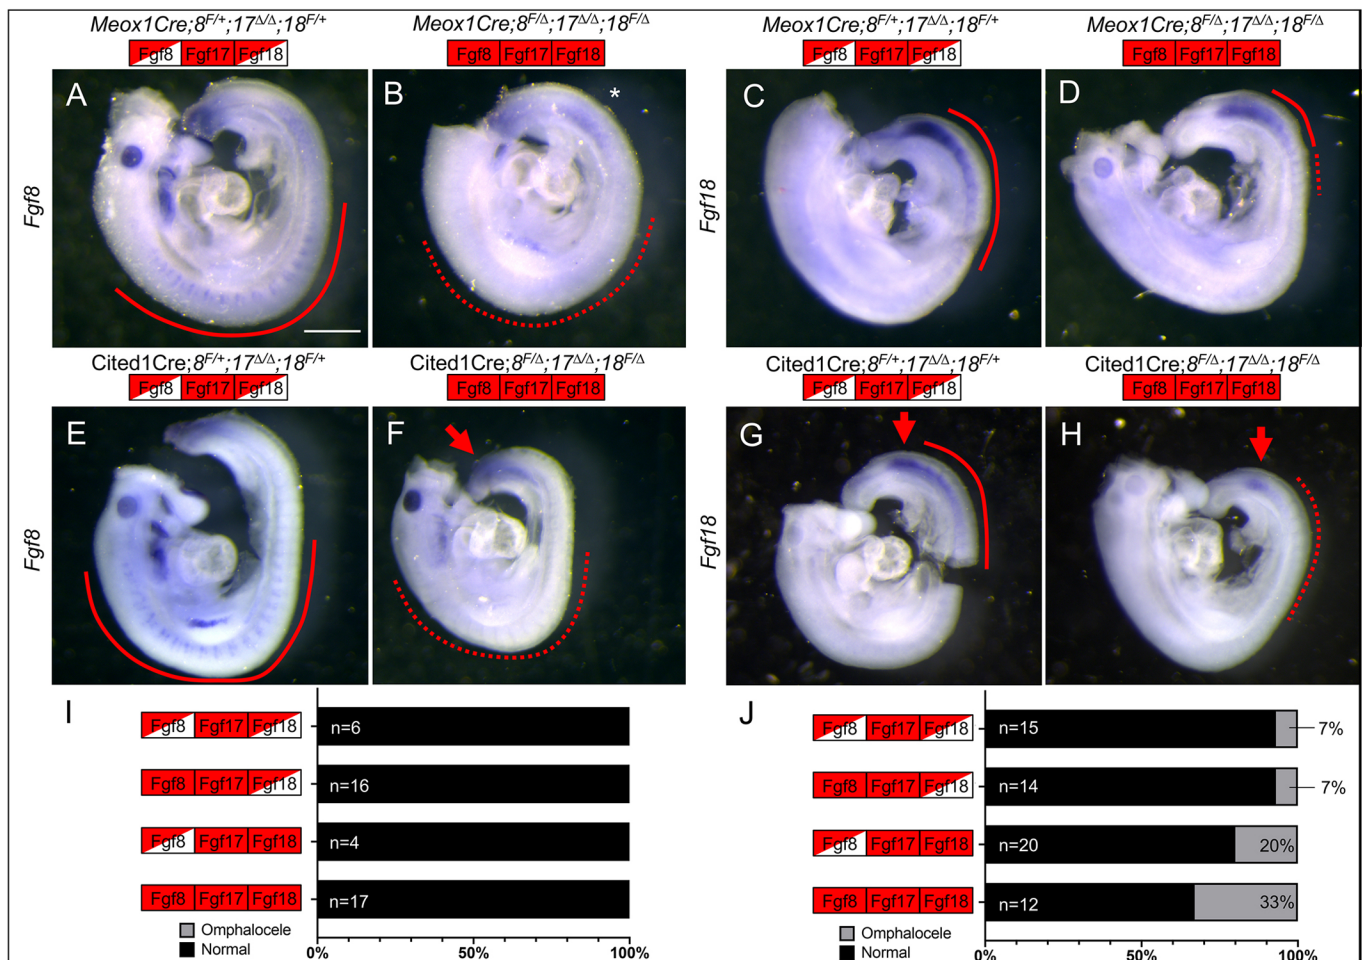 Meox1Cre;8F/+;17Δ/Δ;18F/+ Meox1Cre;8F/Δ;17Δ/Δ;18F/Δ Meox1Cre;8F/+;17Δ/Δ;18F/+ Meox1Cre;8F/Δ;17Δ/Δ;18F/Δ
Fgf8 Fgf17 Fgf18 Fgf8 Fgf17 Fgf18 Fgf8 Fgf17 Fgf18 Fgf8 Fgf17 Fgf18
A B * C D
Fgf8 Fgf18
Cited1Cre;8F/+;17Δ/Δ;18F/+ Cited1Cre;8F/Δ;17Δ/Δ;18F/Δ Cited1Cre;8F/+;17Δ/Δ;18F/+ Cited1Cre;8F/Δ;17Δ/Δ;18F/Δ
Fgf8 Fgf17 Fgf18 Fgf8 Fgf17 Fgf18 Fgf8 Fgf17 Fgf18 Fgf8 Fgf17 Fgf18
E F G H
Fgf8 Fgf18
I
Fgf8 Fgf17 Fgf18 n=6
Fgf8 Fgf17 Fgf18 n=16
Fgf8 Fgf17 Fgf18 n=4
Fgf8 Fgf17 Fgf18 n=17
Omphalocele
Normal
0% 50% 100%
J
Fgf8 Fgf17 Fgf18 n=15 7%
Fgf8 Fgf17 Fgf18 n=14 7%
Fgf8 Fgf17 Fgf18 n=20 20%
Fgf8 Fgf17 Fgf18 n=12 33%
Omphalocele
Normal
0% 50% 100%